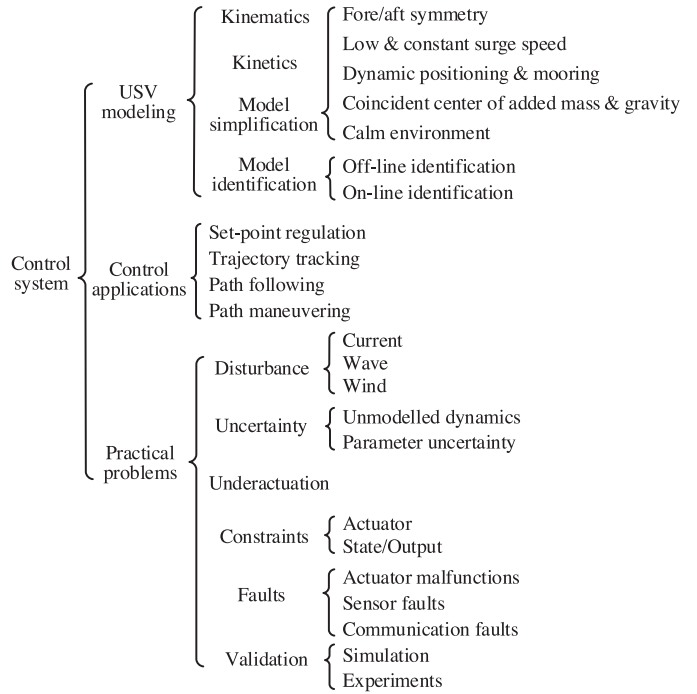 Control
system
USV
modeling
Kinematics
Kinetics
Model
simplification
Fore/aft symmetry
Low & constant surge speed
Dynamic positioning & mooring
Coincident center of added mass & gravity
Calm environment
Model
identification
Off-line identification
On-line identification
Control
applications
Set-point regulation
Trajectory tracking
Path following
Path maneuvering
Practical
problems
Disturbance
Current
Wave
Wind
Uncertainty
Unmodelled dynamics
Parameter uncertainty
Underactuation
Constraints
Actuator
State/Output
Faults
Actuator malfunctions
Sensor faults
Communication faults
Validation
Simulation
Experiments